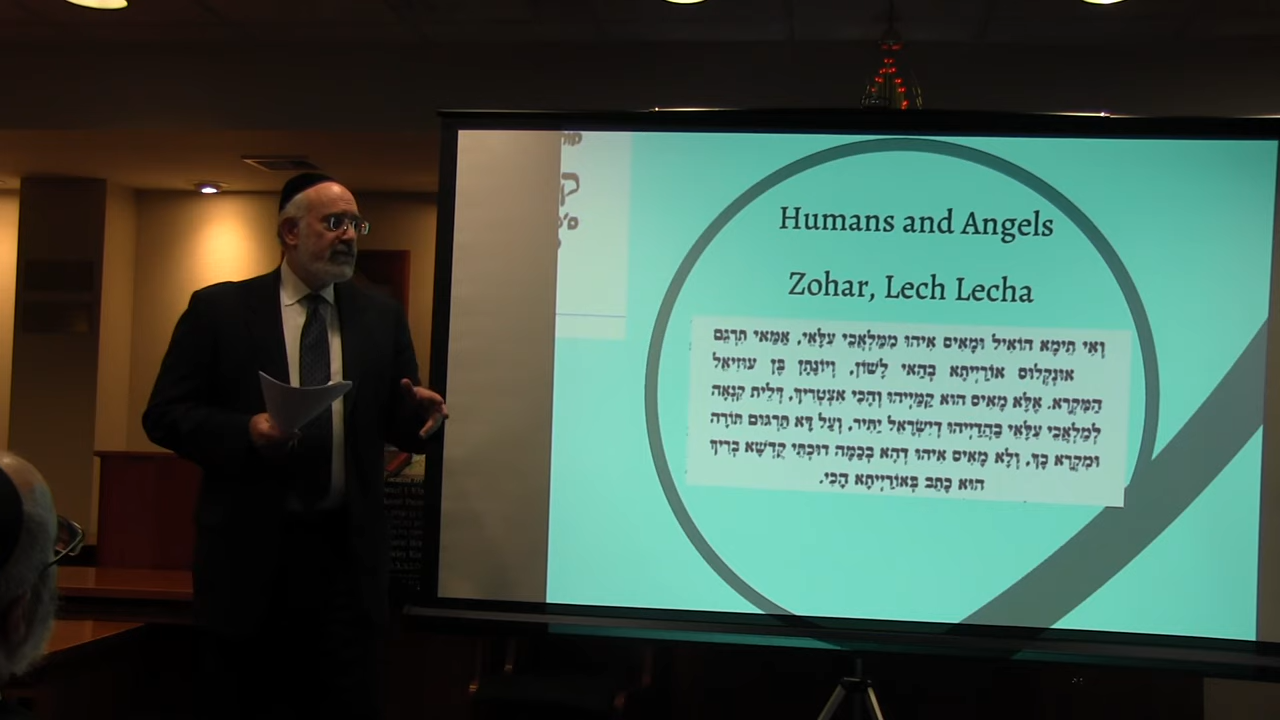 Humans and Angels
Zohar, Lech Lecha
וְאִי תֵּימָא הוֹאִיל וּמָאִיס אִיהוּ מִמַּלְאֲכֵי עִלָּאֵי, אַמַּאי תִּרְגֵּם
אוּנְקְלוּס אוֹרַיְיתָא בְּהַאי לָשׁוֹן, וְיוֹנָתָן בֶּן עוּזִיאֵל
הַמִּקְרָא. אֶלָּא מָאִיס הוּא קַמַּיְיהוּ וְהָכִי אִצְטְרִיךְ, דְּלֵית קִנְאָה
לְמַלְאֲכֵי עִלָּאֵי בַּהֲדַיְיהוּ דְיִשְׂרָאֵל יַתִּיר, וְעַל דָּא תַּרְגּוּם תּוֹרָה
וּמִקְרָא כָּךְ, וְלָא מָאִיס אִיהוּ דְּהָא בְּכַמָּה דוּכְתֵּי קֻדְשָׁא בְּרִיךְ
הוּא כָּתַב בְּאוֹרַיְיתָא הָכִי.